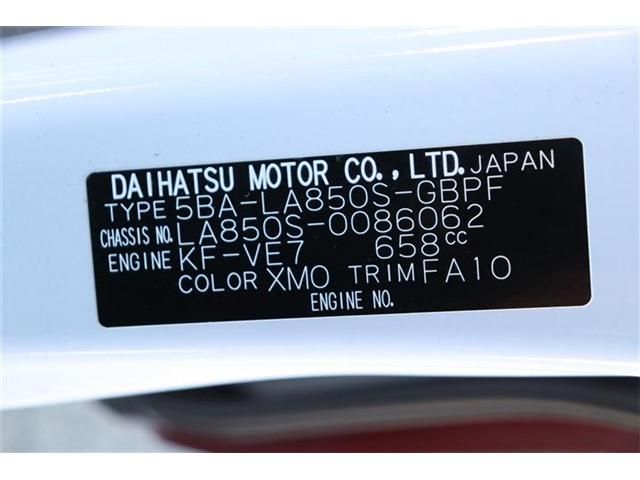 DAIHATSU MOTOR CO., LTD. JAPAN
TYPE 5BA-LA850S-GBPF
CHASSIS NO. LA850S-0086062
ENGINE KF-VE7 658cc
COLOR XM0 TRIM FA10
ENGINE NO.